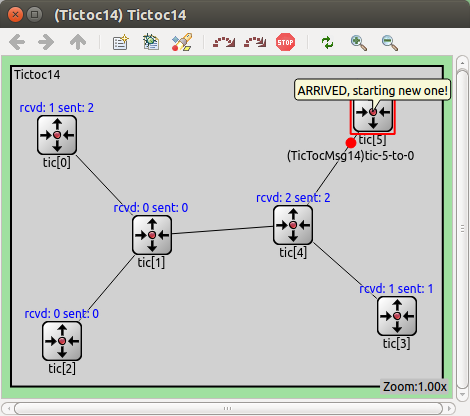 (Tictoc14) Tictoc14
STOP
Tictoc14
ARRIVED, starting new one!
rcvd: 1 sent: 2
tic[0]
tic[5]
(TicTocMsg14)tic-5-to-0
rcvd: 2 sent: 2
rcvd: 0 sent: 0
tic[4]
tic[1]
rcvd: 1 sent: 1
rcvd: 0 sent: 0
tic[3]
tic[2]
Zoom:1.00x